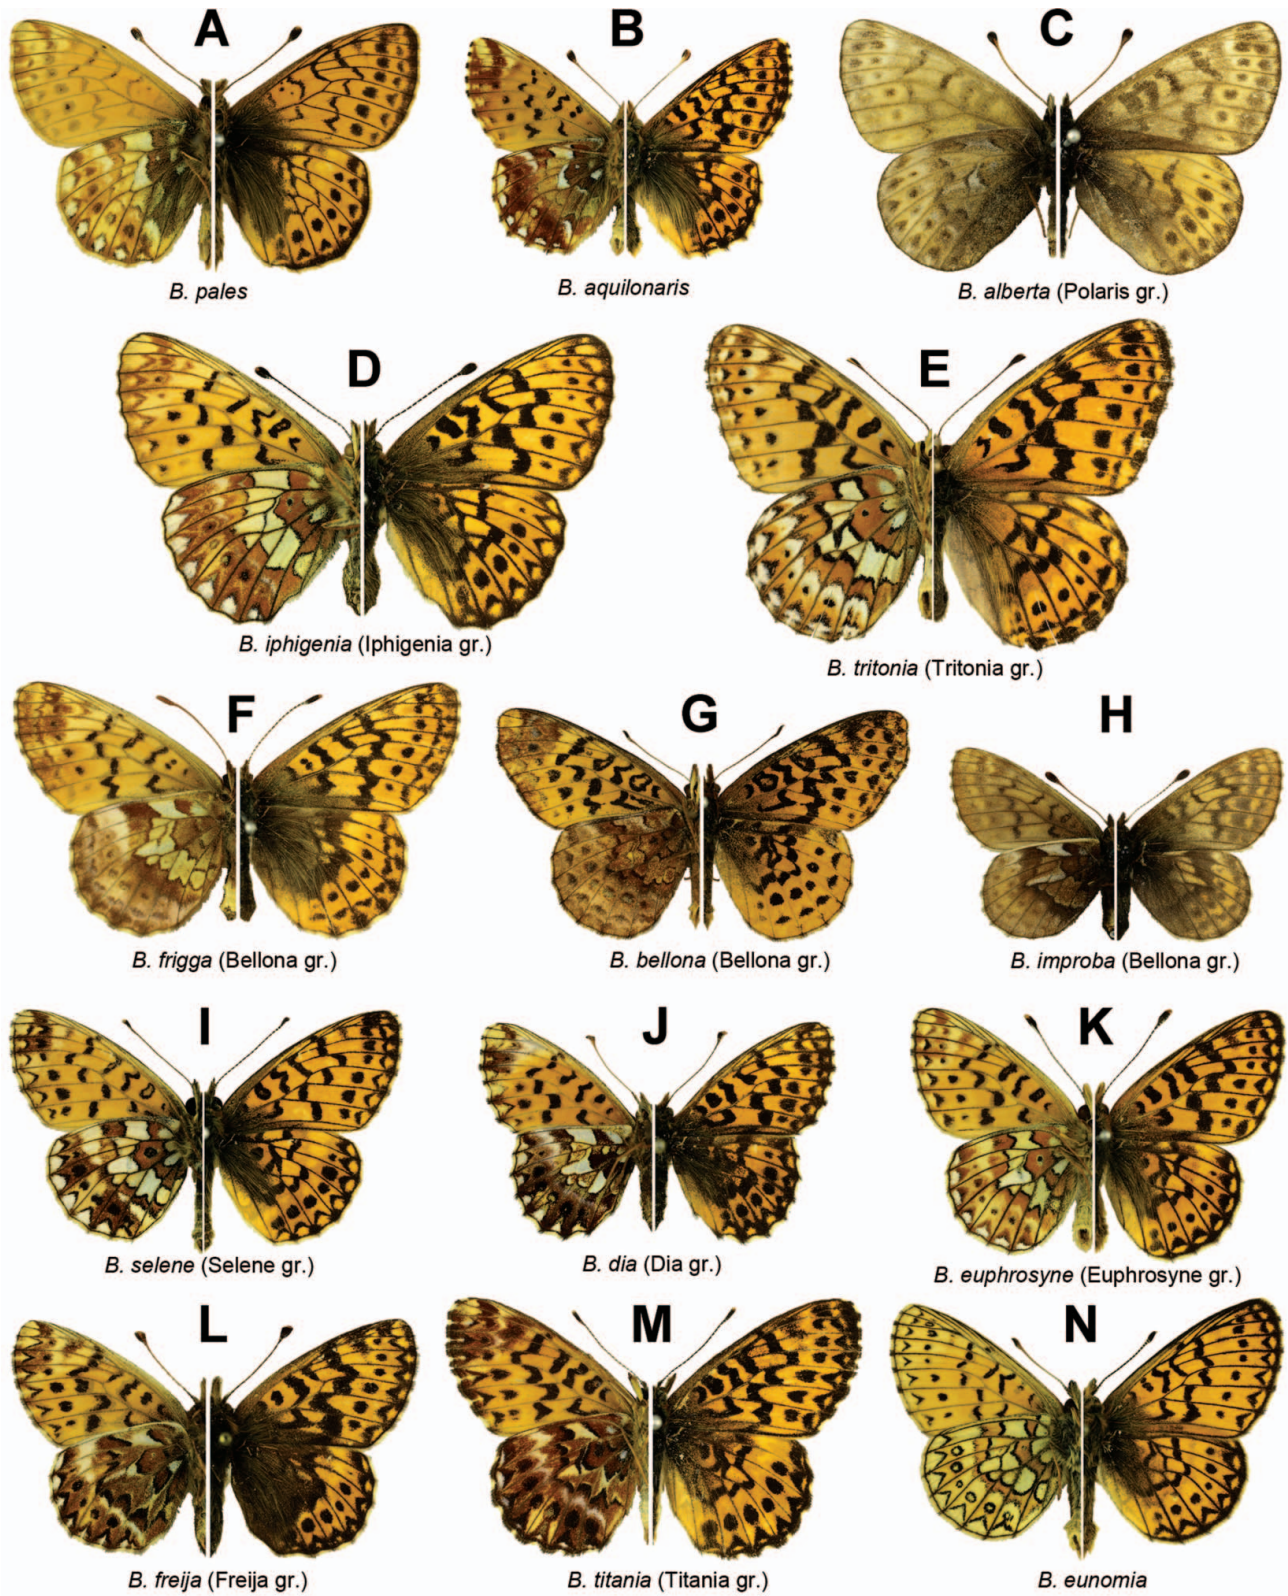 A
B
C
B. pales
B. aquilonaris
B. alberta (Polaris gr.)
D
E
B. iphigenia (Iphigenia gr.)
B. tritonia (Tritonia gr.)
F
G
H
B. frigga (Bellona gr.)
B. bellona (Bellona gr.)
B. improba (Bellona gr.)
I
J
K
B. selene (Selene gr.)
B. dia (Dia gr.)
B. euphrosyne (Euphrosyne gr.)
L
M
N
B. freija (Freija gr.)
B. titania (Titania gr.)
B. eunomia